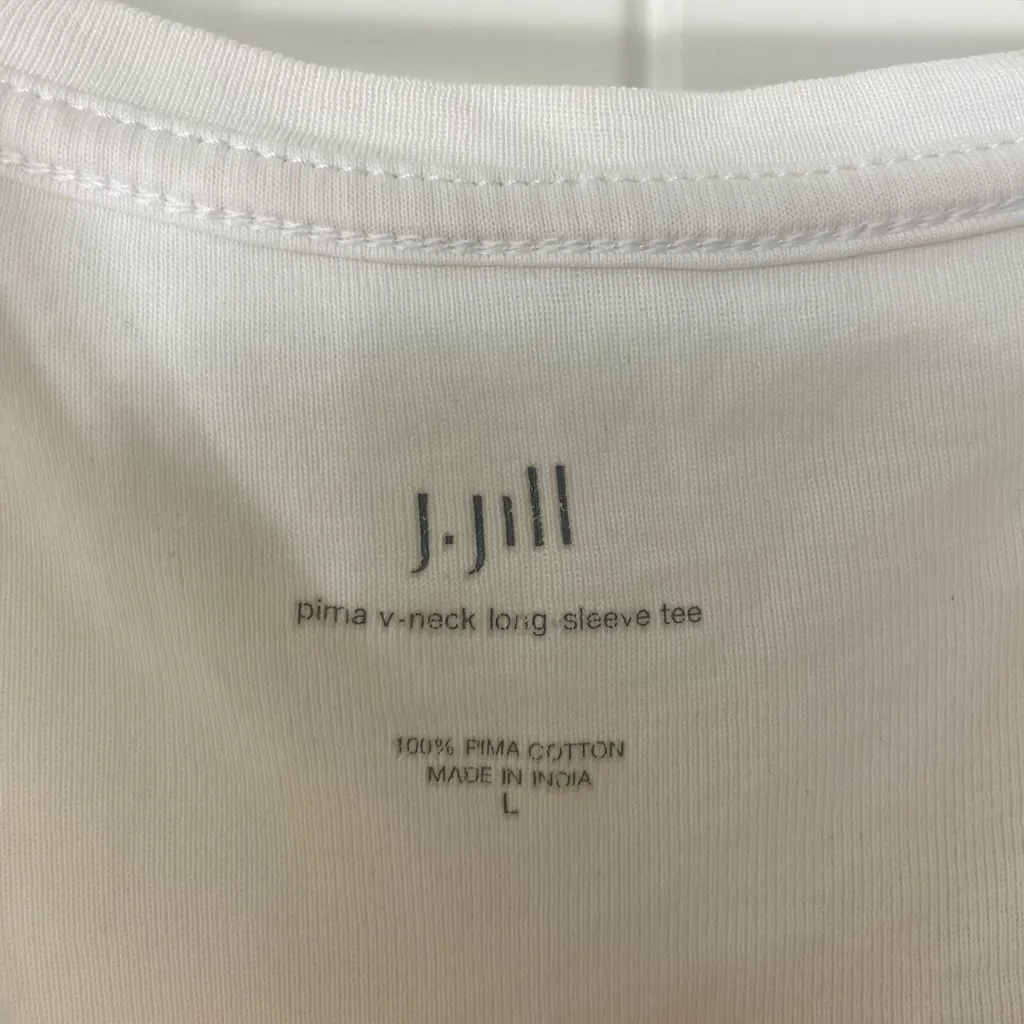 J.Jill
pima v-neck long sleeve tee
100% PIMA COTTON
MADE IN INDIA
L